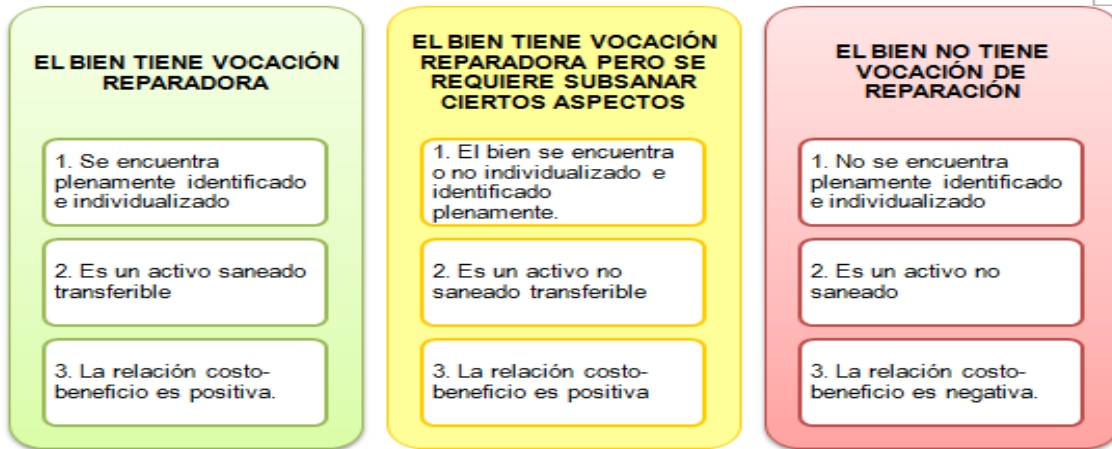 EL BIEN TIENE VOCACIÓN
REPARADORA
1. Se encuentra
plenamente identificado
e individualizado
2. Es un activo saneado
transferible
3. La relación costo-
beneficio es positiva.
EL BIEN TIENE VOCACIÓN
REPARADORA PERO SE
REQUIERE SUBSANAR
CIERTOS ASPECTOS
1. El bien se encuentra
o no individualizado e
identificado
plenamente.
2. Es un activo no
saneado transferible
3. La relación costo-
beneficio es positiva
EL BIEN NO TIENE
VOCACIÓN DE
REPARACIÓN
1. No se encuentra
plenamente identificado
e individualizado
2. Es un activo no
saneado
3. La relación costo-
beneficio es negativa.